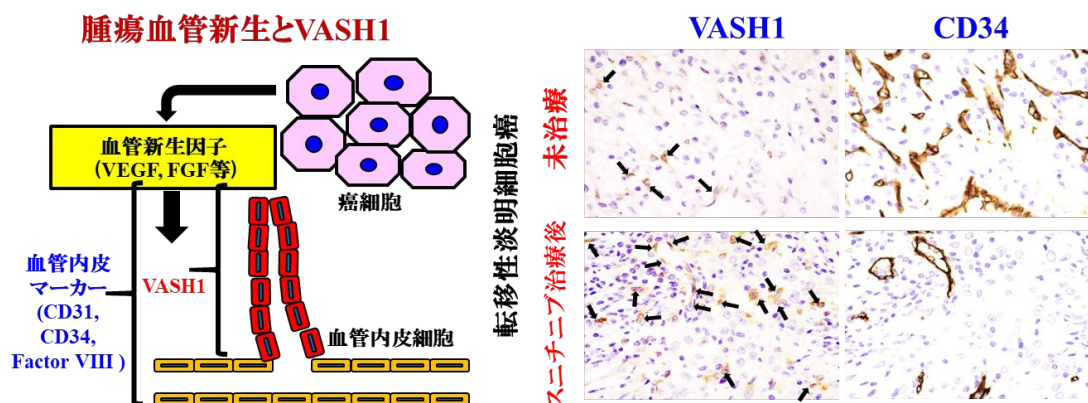 腫瘍血管新生とVASH1
血管新生因子
(VEGF, FGF等)
癌細胞
血管内皮
マーカー
(CD31,
CD34,
Factor VIII )
VASH1
血管内皮細胞
転移性淡明細胞癌
VASH1
CD34
未治療
スニチニブ治療後